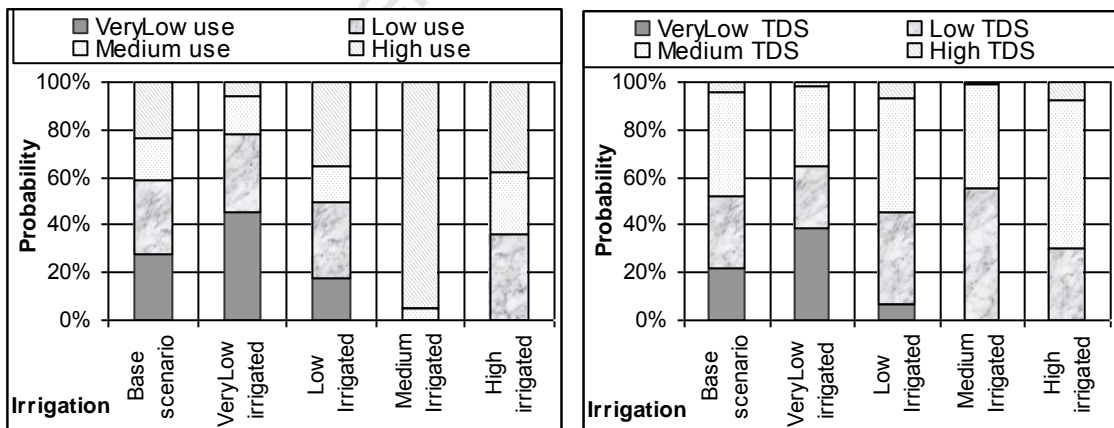 VeryLow use Low use
Medium use High use
100%
80%
60%
40%
20%
0%
Probability
Base scenario
VeryLow irrigated
Low Irrigated
Medium Irrigated
High irrigated
Irrigation
VeryLow TDS Low TDS
Medium TDS High TDS
100%
80%
60%
40%
20%
0%
Probability
Base scenario
VeryLow irrigated
Low Irrigated
Medium Irrigated
High irrigated
Irrigation